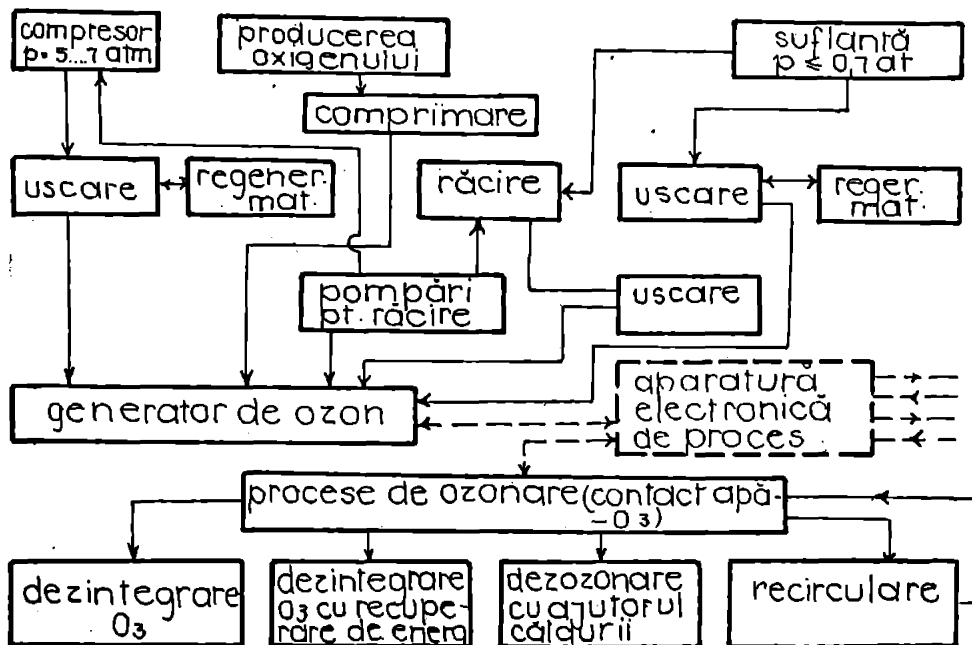 compresor
p= 5....7 atm
producerea
oxigenului
suflantă
p ⩽ 0,7 at
comprimare
uscare
regener.
mat.
răcire
uscare
reger.
mat.
pompări
pt. răcire
uscare
generator de ozon
aparatură
electronică
de proces
procese de ozonare (contact apă-
-O3)
dezintegrare
O3
dezintegrare
O3 cu recupe-
rare de energ
dezozonare
cu ajutorul
căldurii
recirculare